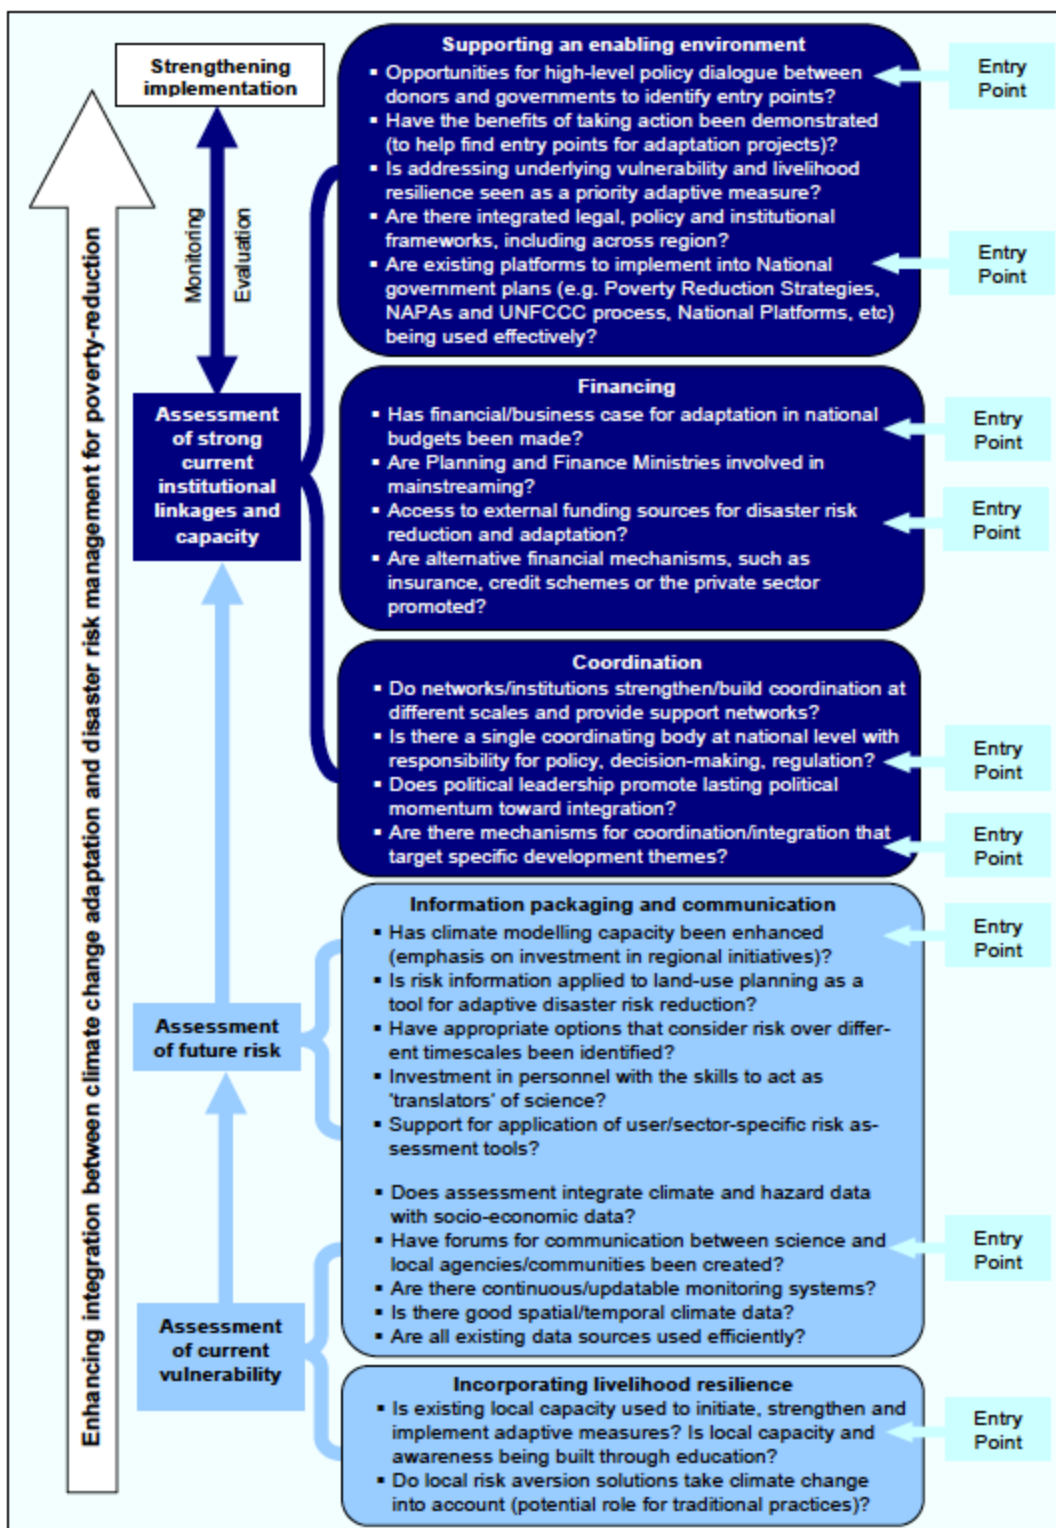 Enhancing integration between climate change adaptation and disaster risk management for poverty-reduction
Strengthening
implementation
Monitoring
Evaluation
Assessment
of strong
current
institutional
linkages and
capacity
Assessment
of future risk
Assessment
of current
vulnerability
Supporting an enabling environment
▪ Opportunities for high-level policy dialogue between
donors and governments to identify entry points?
▪ Have the benefits of taking action been demonstrated
(to help find entry points for adaptation projects)?
▪ Is addressing underlying vulnerability and livelihood
resilience seen as a priority adaptive measure?
▪ Are there integrated legal, policy and institutional
frameworks, including across region?
▪ Are existing platforms to implement into National
government plans (e.g. Poverty Reduction Strategies,
NAPAs and UNFCCC process, National Platforms, etc)
being used effectively?
Entry
Point
Entry
Point
Financing
▪ Has financial/business case for adaptation in national
budgets been made?
▪ Are Planning and Finance Ministries involved in
mainstreaming?
▪ Access to external funding sources for disaster risk
reduction and adaptation?
▪ Are alternative financial mechanisms, such as
insurance, credit schemes or the private sector
promoted?
Entry
Point
Entry
Point
Coordination
▪ Do networks/institutions strengthen/build coordination at
different scales and provide support networks?
▪ Is there a single coordinating body at national level with
responsibility for policy, decision-making, regulation?
▪ Does political leadership promote lasting political
momentum toward integration?
▪ Are there mechanisms for coordination/integration that
target specific development themes?
Entry
Point
Entry
Point
Information packaging and communication
▪ Has climate modelling capacity been enhanced
(emphasis on investment in regional initiatives)?
▪ Is risk information applied to land-use planning as a
tool for adaptive disaster risk reduction?
▪ Have appropriate options that consider risk over differ-
ent timescales been identified?
▪ Investment in personnel with the skills to act as
'translators' of science?
▪ Support for application of user/sector-specific risk as-
sessment tools?
▪ Does assessment integrate climate and hazard data
with socio-economic data?
▪ Have forums for communication between science and
local agencies/communities been created?
▪ Are there continuous/updatable monitoring systems?
▪ Is there good spatial/temporal climate data?
▪ Are all existing data sources used efficiently?
Entry
Point
Entry
Point
Incorporating livelihood resilience
▪ Is existing local capacity used to initiate, strengthen and
implement adaptive measures? Is local capacity and
awareness being built through education?
▪ Do local risk aversion solutions take climate change
into account (potential role for traditional practices)?
Entry
Point